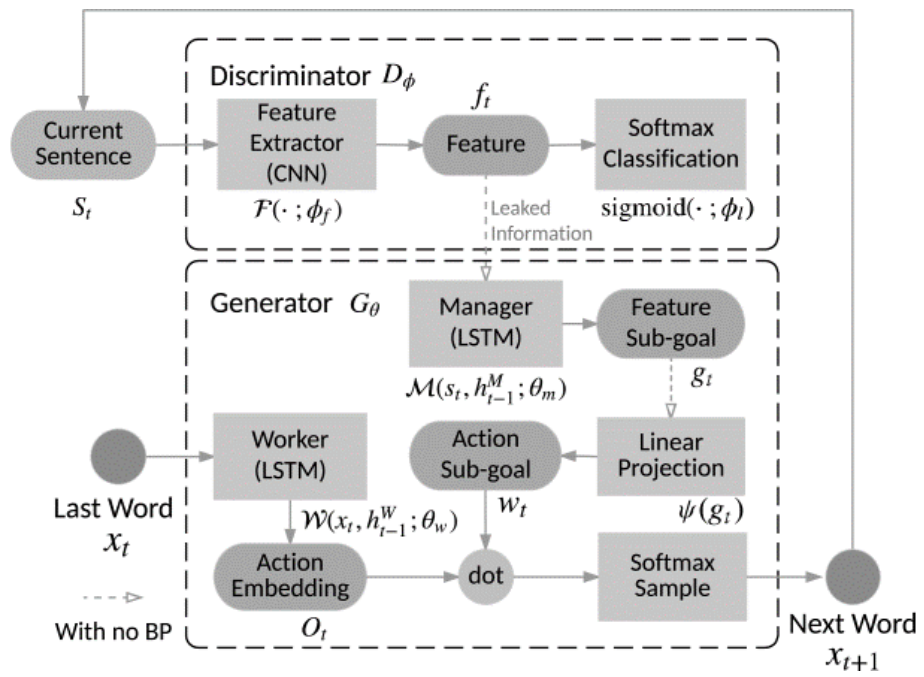 Discriminator D_ϕ
f_t
Current
Sentence
S_t
Feature
Extractor
(CNN)
F(· ; ϕ_f)
Feature
Softmax
Classification
sigmoid(· ; ϕ_l)
Leaked
Information
Generator G_θ
Manager
(LSTM)
M(s_t, h^M_{t−1}; θ_m)
Feature
Sub-goal
g_t
Worker
(LSTM)
W(x_t, h^W_{t−1}; θ_w)
Action
Sub-goal
w_t
Linear
Projection
ψ(g_t)
Last Word
x_t
Action
Embedding
O_t
dot
Softmax
Sample
With no BP
Next Word
x_{t+1}